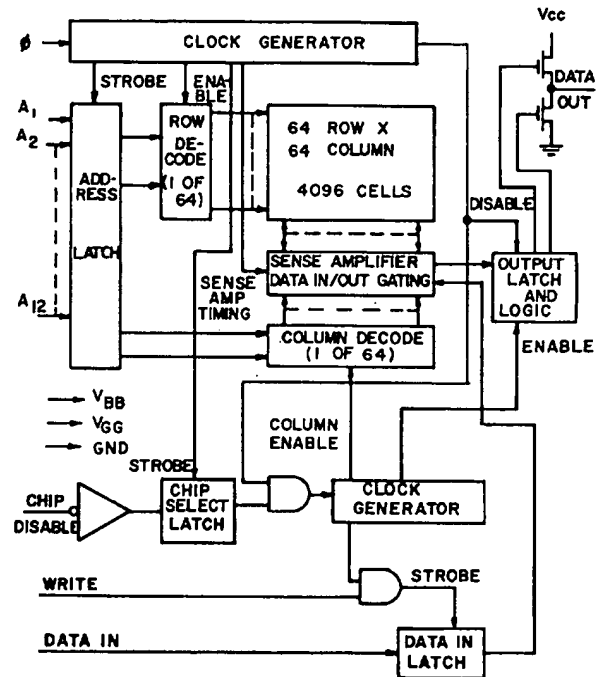 Vcc
ϕ
CLOCK GENERATOR
STROBE
ENA
BLE
DATA
OUT
A1
A2
A12
ADD-
RESS
LATCH
ROW
DE-
CODE
(1 OF
64)
64 ROW X
64 COLUMN
4096 CELLS
DISABLE
SENSE AMPLIFIER
DATA IN/OUT GATING
OUTPUT
LATCH
AND
LOGIC
SENSE
AMP
TIMING
COLUMN DECODE
(1 OF 64)
ENABLE
VBB
VGG
GND
COLUMN
ENABLE
STROBE
CHIP
DISABLE
CHIP
SELECT
LATCH
CLOCK
GENERATOR
WRITE
STROBE
DATA IN
DATA IN
LATCH